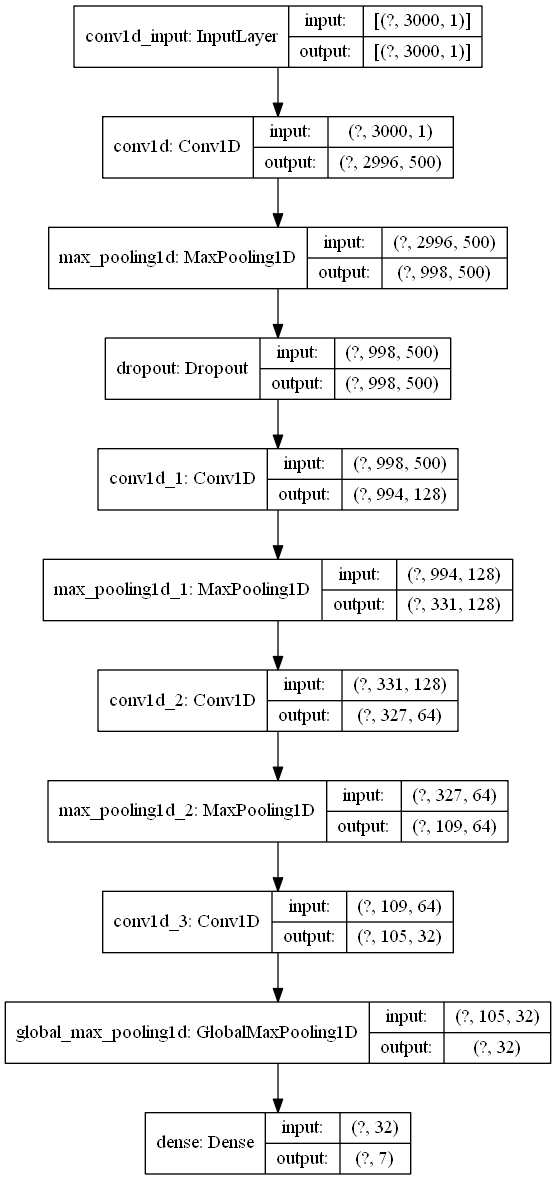 conv1d_input: InputLayer input: [(?, 3000, 1)]
output: [(?, 3000, 1)]
conv1d: Conv1D input: (?, 3000, 1)
output: (?, 2996, 500)
max_pooling1d: MaxPooling1D input: (?, 2996, 500)
output: (?, 998, 500)
dropout: Dropout input: (?, 998, 500)
output: (?, 998, 500)
conv1d_1: Conv1D input: (?, 998, 500)
output: (?, 994, 128)
max_pooling1d_1: MaxPooling1D input: (?, 994, 128)
output: (?, 331, 128)
conv1d_2: Conv1D input: (?, 331, 128)
output: (?, 327, 64)
max_pooling1d_2: MaxPooling1D input: (?, 327, 64)
output: (?, 109, 64)
conv1d_3: Conv1D input: (?, 109, 64)
output: (?, 105, 32)
global_max_pooling1d: GlobalMaxPooling1D input: (?, 105, 32)
output: (?, 32)
dense: Dense input: (?, 32)
output: (?, 7)